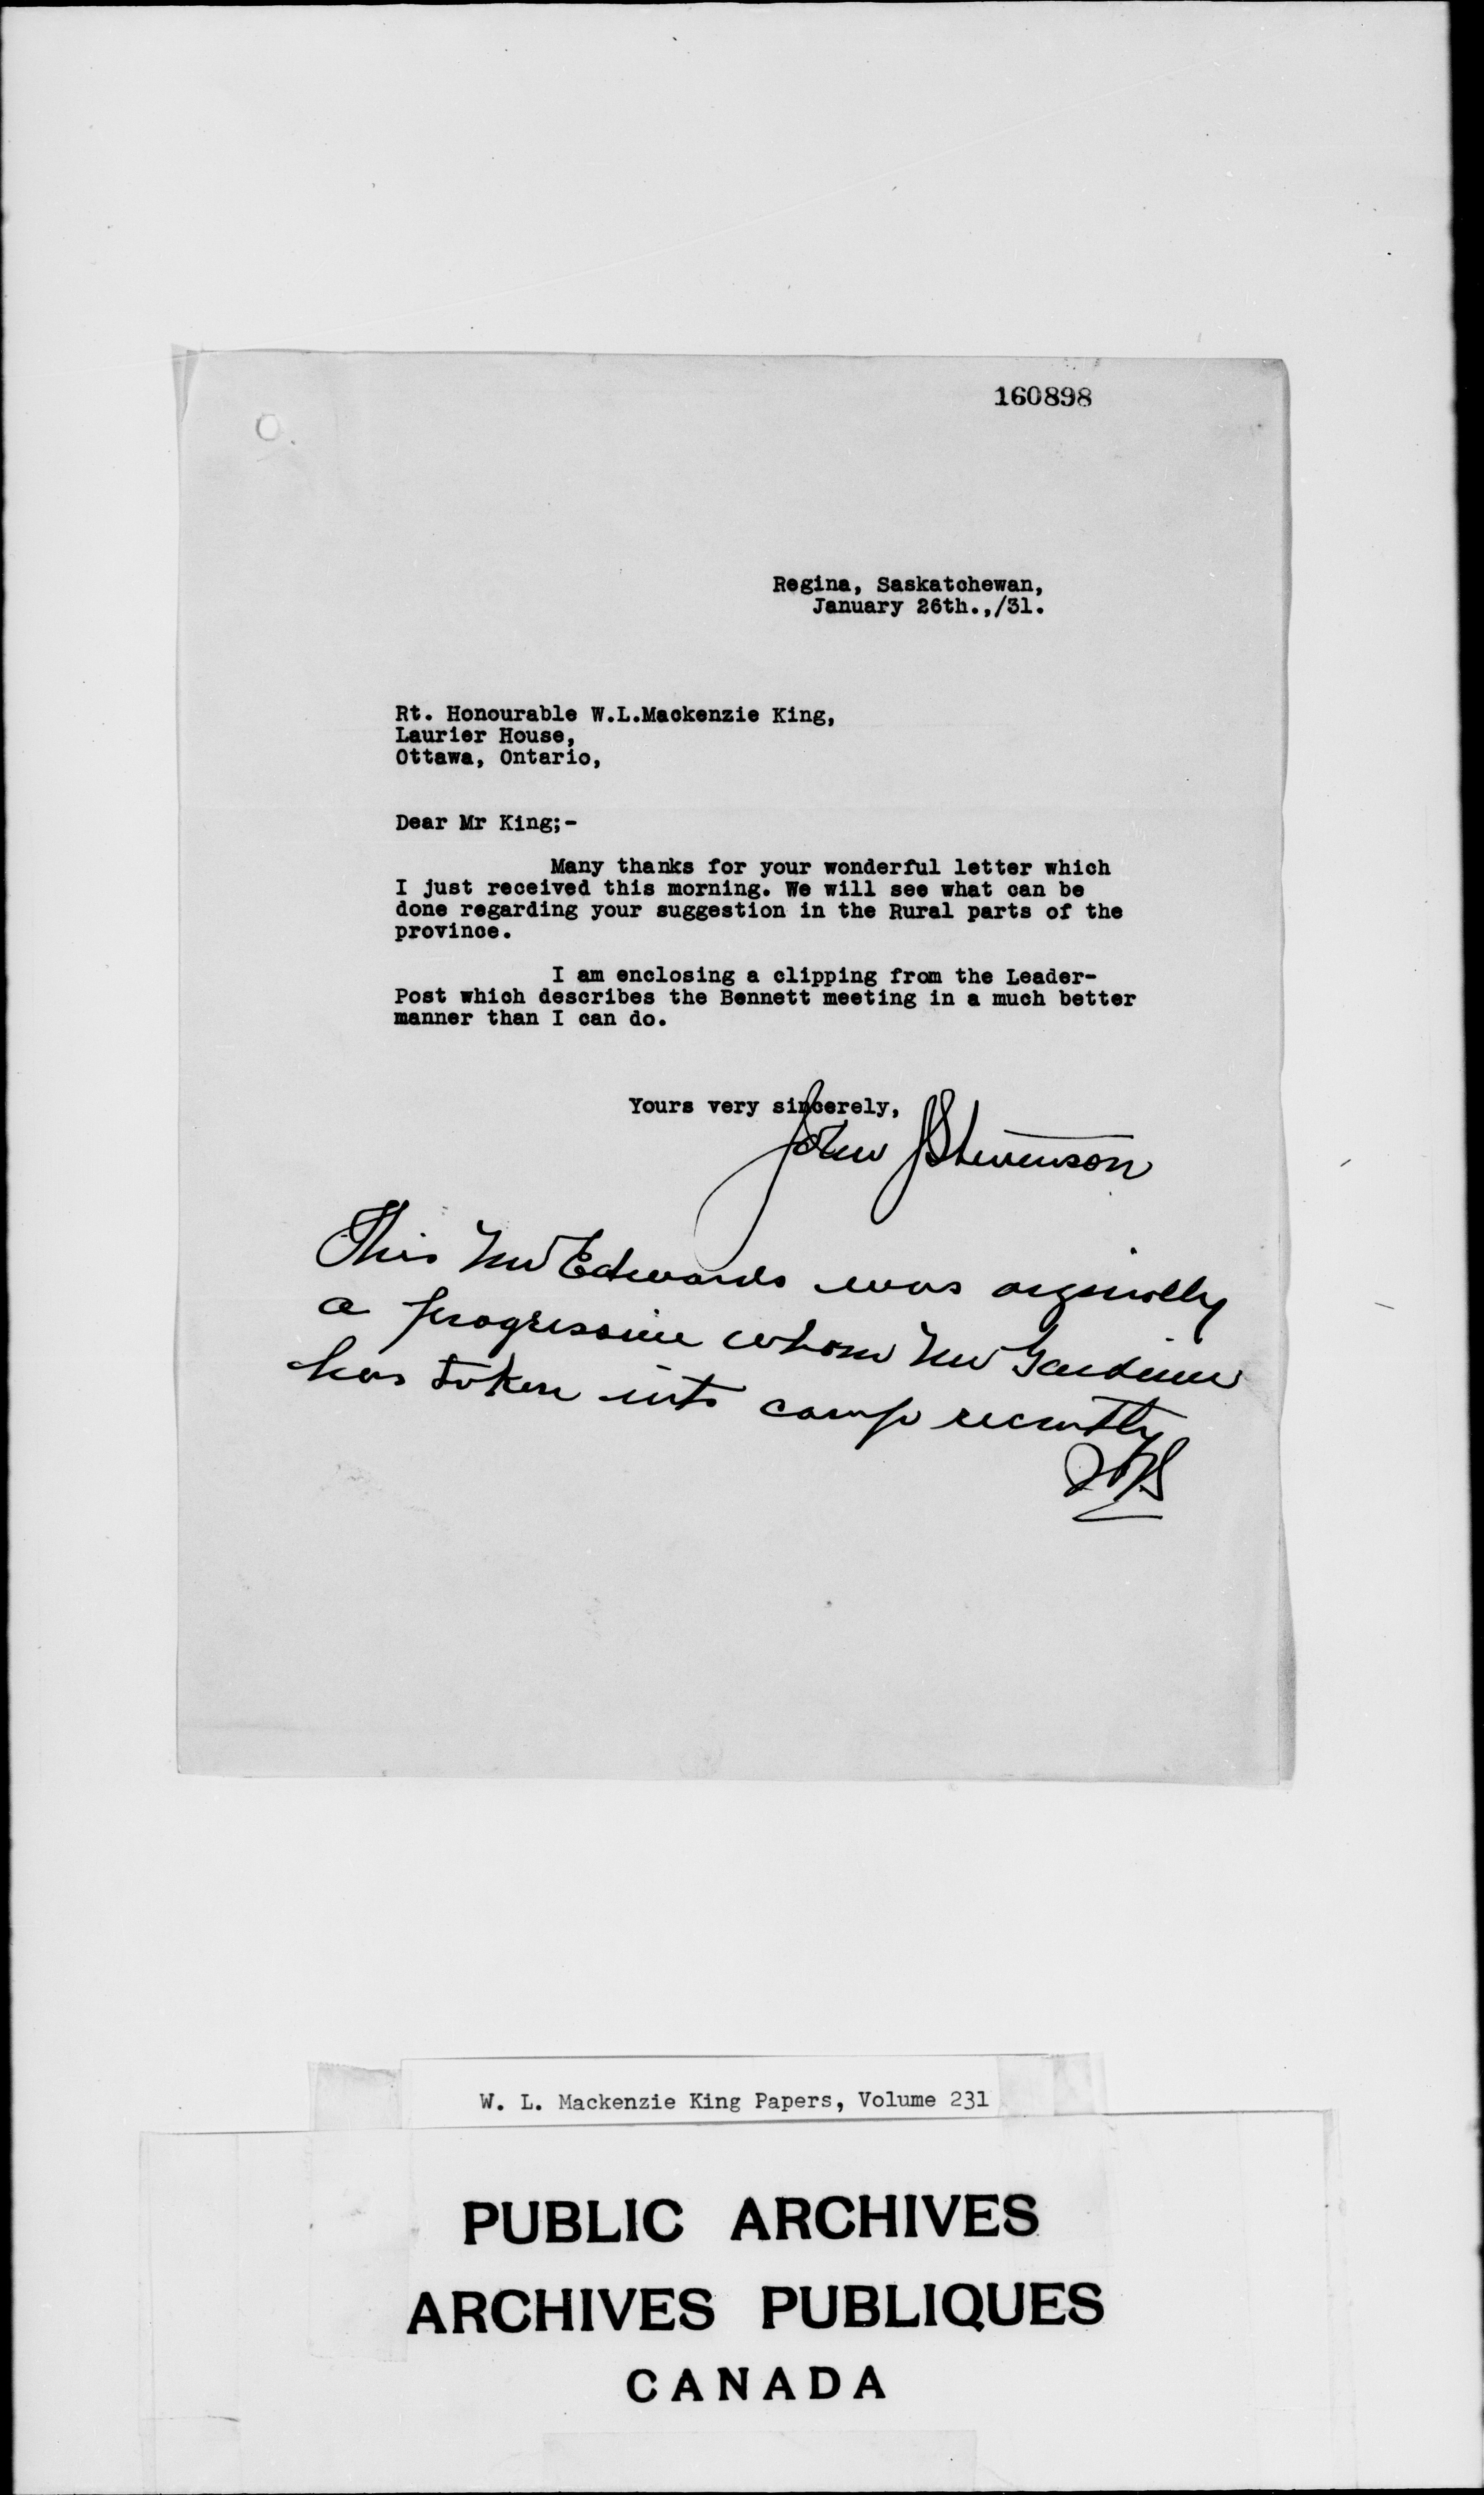 160898
Regina, Saskatchewan,
January 26th.,/31.
Rt. Honourable W.L.Mackenzie King,
Laurier House,
Ottawa, Ontario,
Dear Mr King;-
Many thanks for your wonderful letter which
I just received this morning. We will see what can be
done regarding your suggestion in the Rural parts of the
province.
I am enclosing a clipping from the Leader-
Post which describes the Bennett meeting in a much better
manner than I can do.
Yours very sincerely,
John J Stevenson
This Mr Edwards was orginally
a progressive whom Mr Gardiner
has taken into camp recently
JJS
W. L. Mackenzie King Papers, Volume 231
PUBLIC ARCHIVES
ARCHIVES PUBLIQUES
CANADA